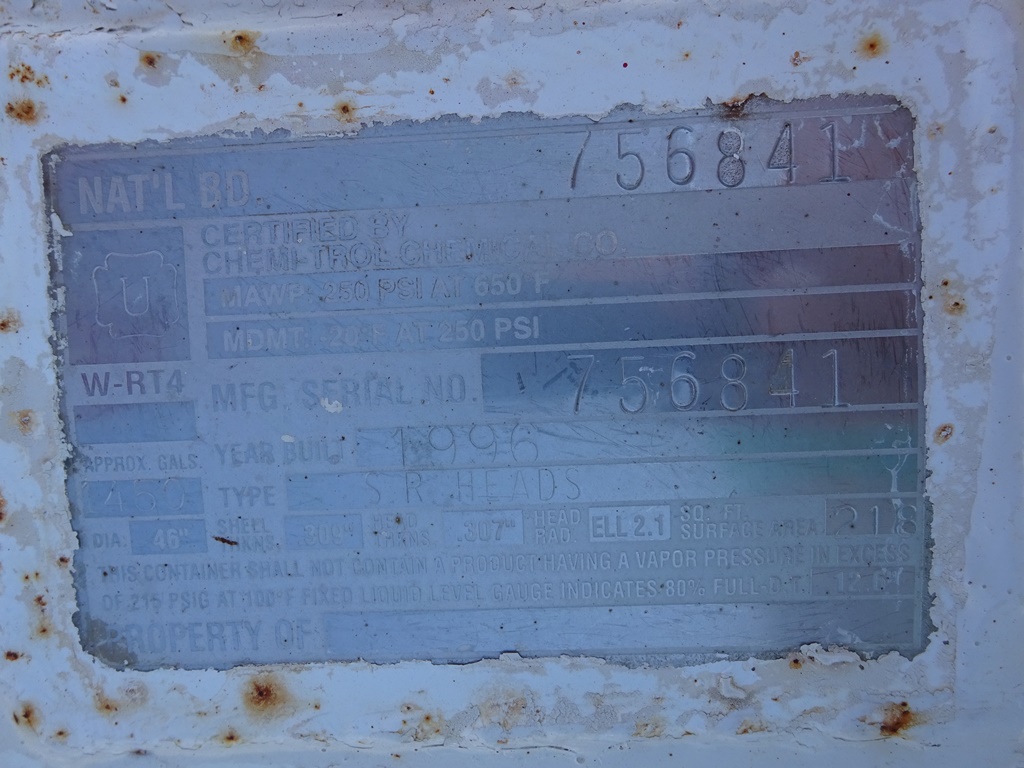 NAT'L BD. 756841
CERTIFIED BY
CHEMI-TROL CHEMICAL CO.
U
MAWP 250 PSI AT 650 F
MDMT -20°F AT 250 PSI
W-RT4
MFG. SERIAL NO. 756841
YEAR BUILT 1996
APPROX. GALS.
TYPE S R HEADS
DIA. 46" SHELL THKNS. .309" HEAD THKNS. .307" HEAD RAD. ELL 2.1 SQ. FT. SURFACE AREA 218
THIS CONTAINER SHALL NOT CONTAIN A PRODUCT HAVING A VAPOR PRESSURE IN EXCESS
OF 215 PSIG AT 100°F FIXED LIQUID LEVEL GAUGE INDICATES 80% FULL-D.T.
PROPERTY OF